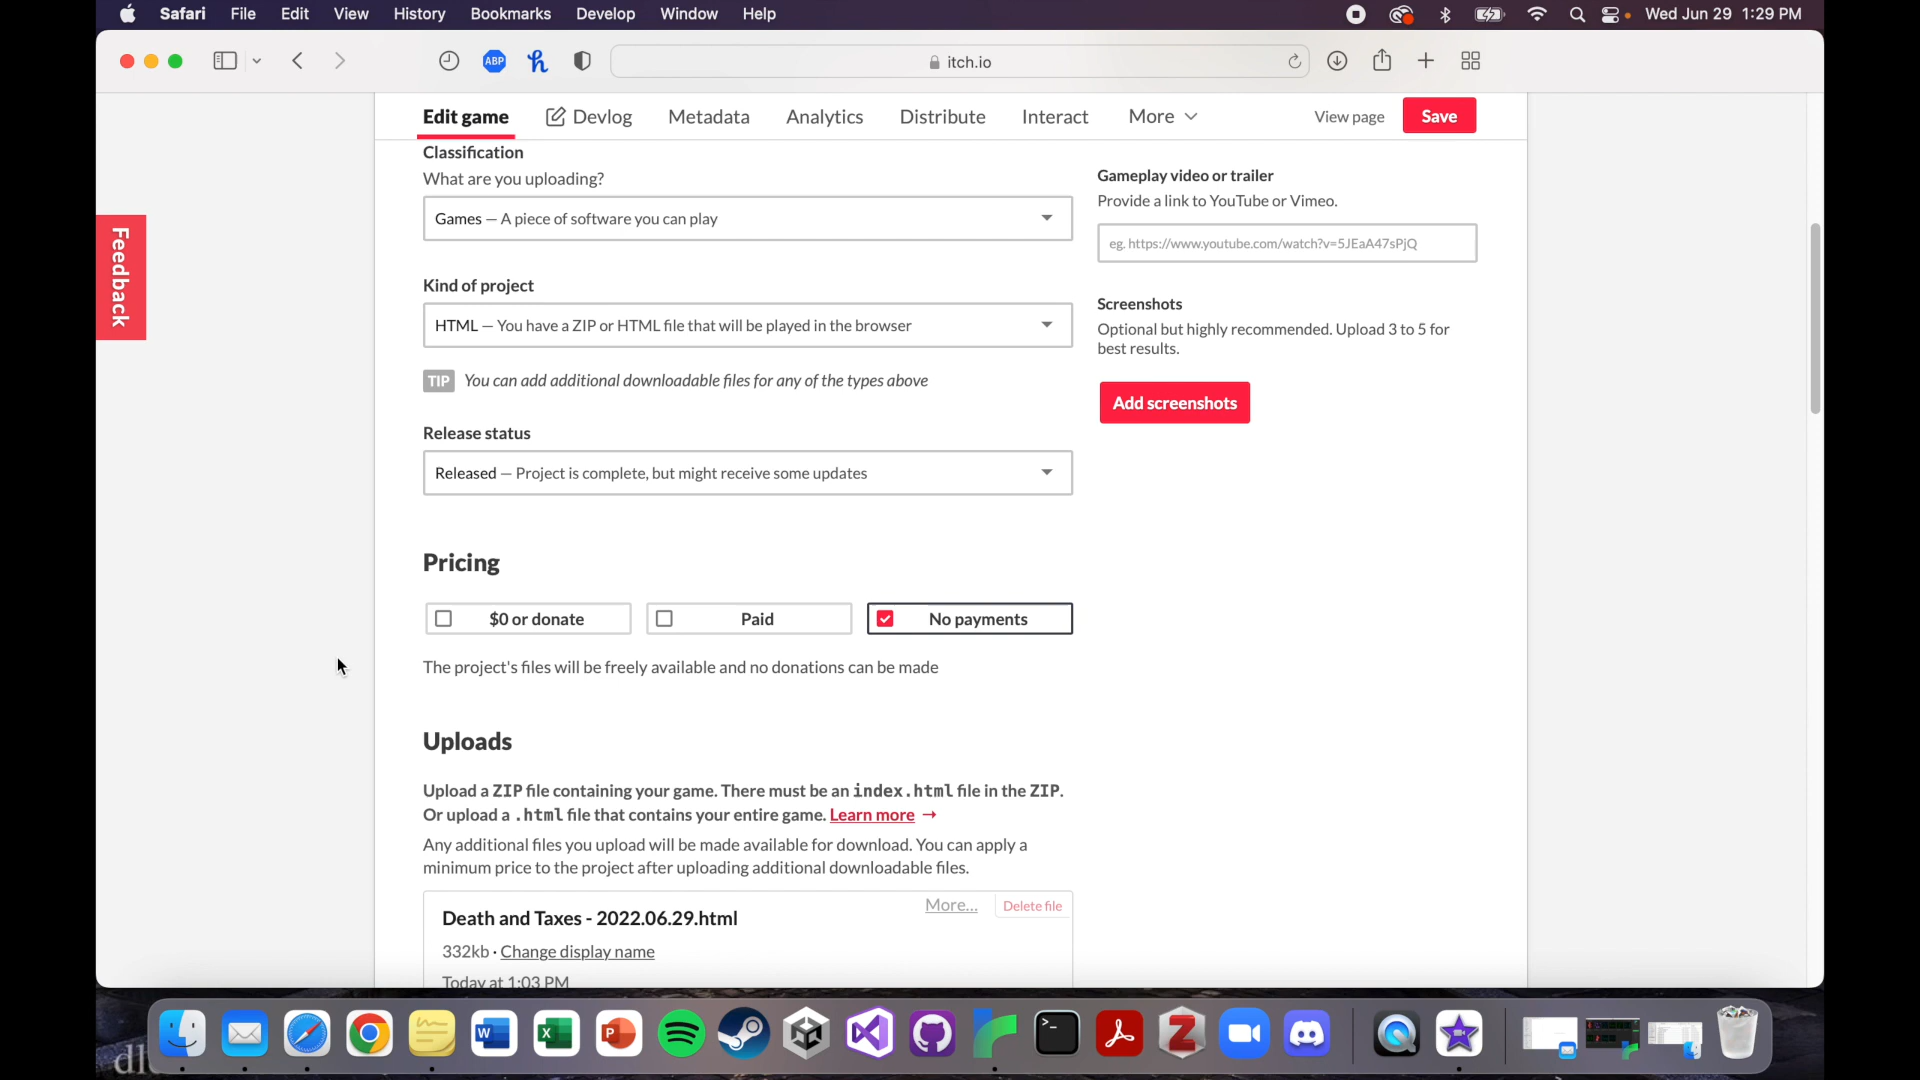 Safari File Edit View History Bookmarks Develop Window Help Wed Jun 29 1:29 PM
ABP itch.io
Edit game Devlog Metadata Analytics Distribute Interact More View page Save
Classification
What are you uploading?
Games — A piece of software you can play
Kind of project
HTML — You have a ZIP or HTML file that will be played in the browser
TIP You can add additional downloadable files for any of the types above
Release status
Released — Project is complete, but might receive some updates
Gameplay video or trailer
Provide a link to YouTube or Vimeo.
eg. https://www.youtube.com/watch?v=5JEaA47sPjQ
Screenshots
Optional but highly recommended. Upload 3 to 5 for
best results.
Add screenshots
Feedback
Pricing
$0 or donate Paid No payments
The project's files will be freely available and no donations can be made
Uploads
Upload a ZIP file containing your game. There must be an index.html file in the ZIP.
Or upload a .html file that contains your entire game. Learn more →
Any additional files you upload will be made available for download. You can apply a
minimum price to the project after uploading additional downloadable files.
Death and Taxes - 2022.06.29.html More... Delete file
332kb · Change display name
Today at 1:03 PM